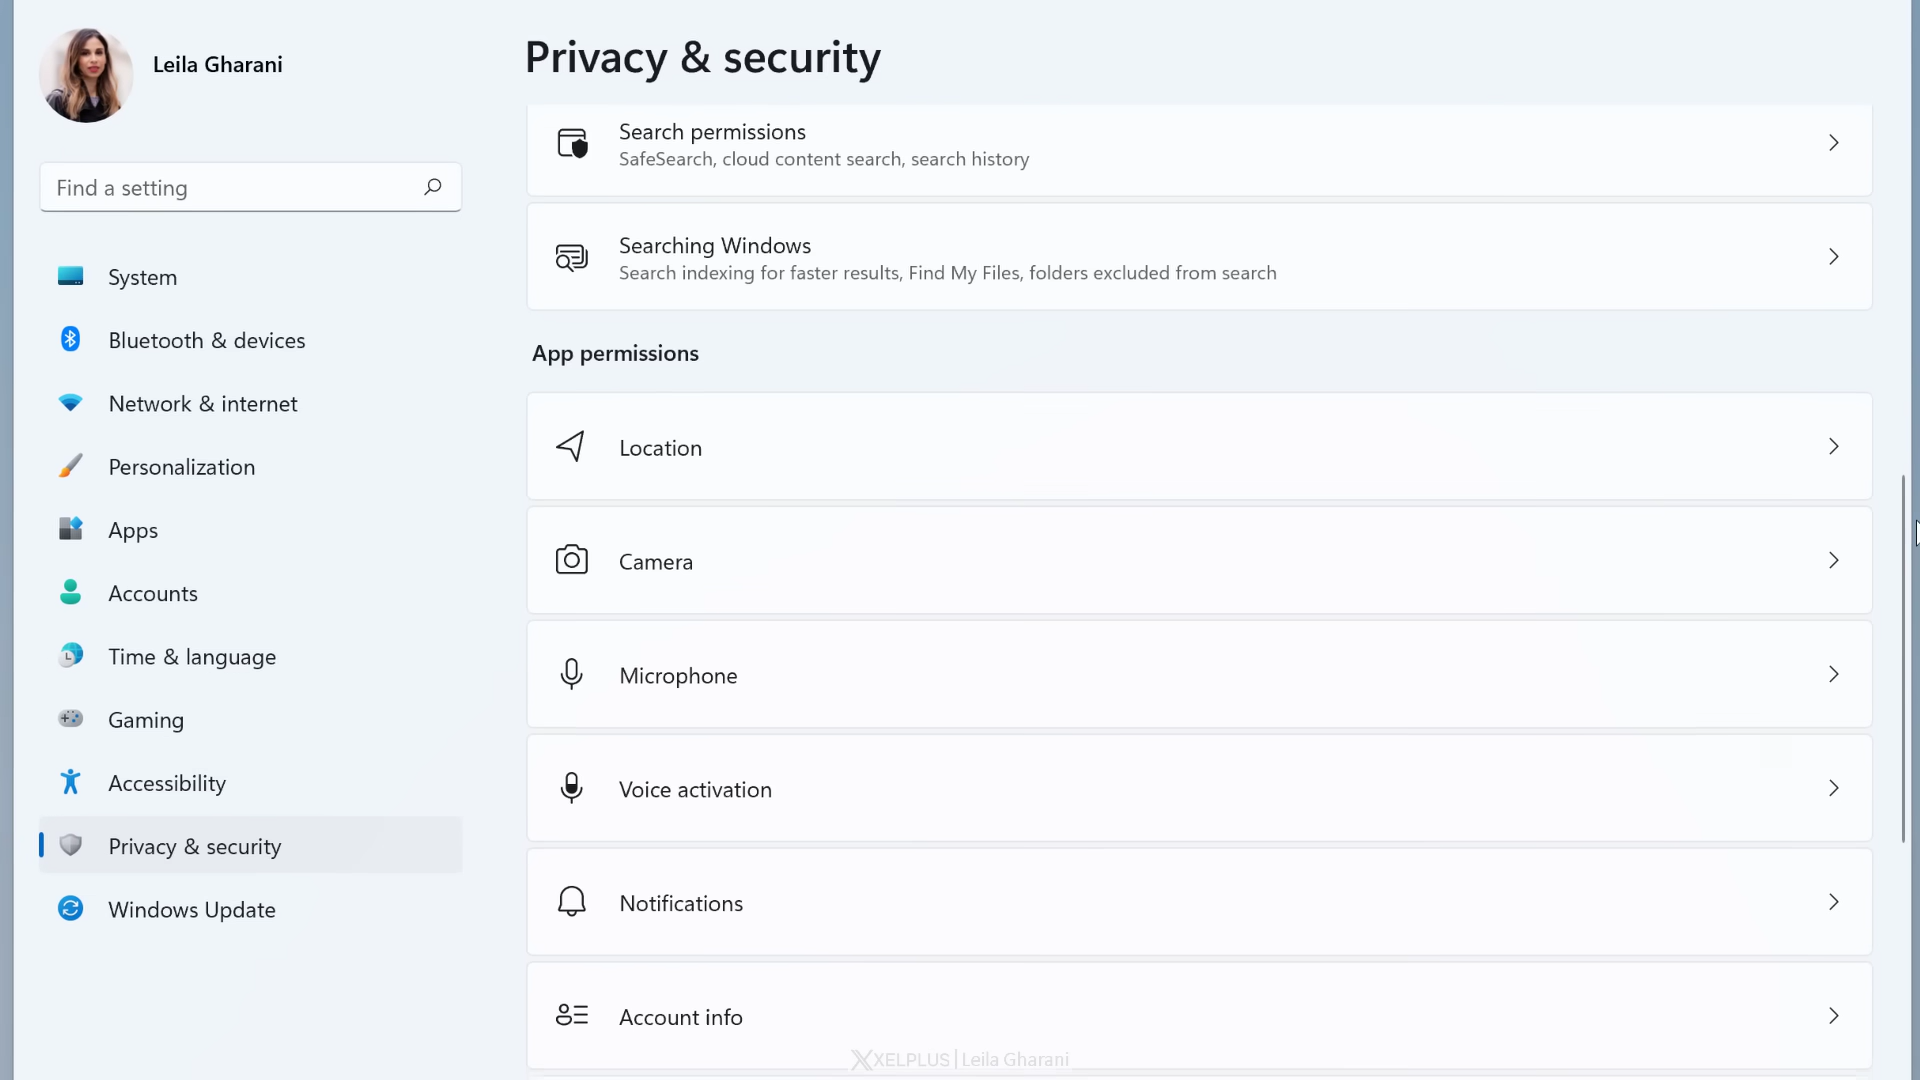 Leila Gharani
Find a setting
System
Bluetooth & devices
Network & internet
Personalization
Apps
Accounts
Time & language
Gaming
Accessibility
Privacy & security
Windows Update
Privacy & security
Search permissions
SafeSearch, cloud content search, search history
Searching Windows
Search indexing for faster results, Find My Files, folders excluded from search
App permissions
Location
Camera
Microphone
Voice activation
Notifications
Account info
XELPLUS | Leila Gharani